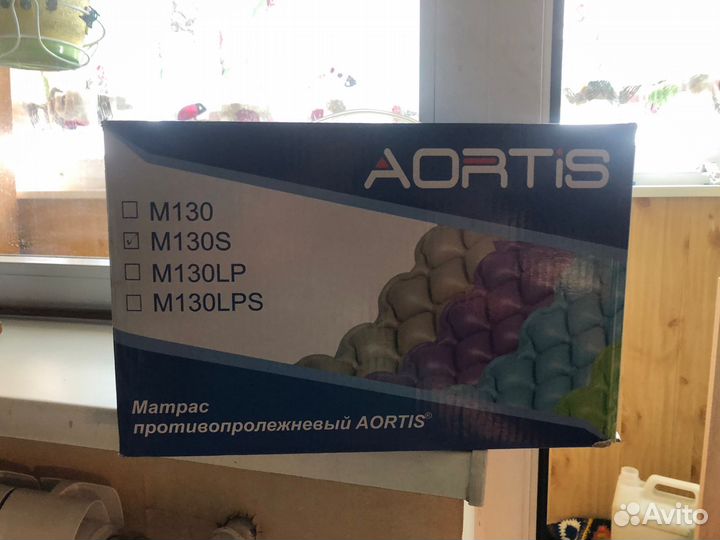 AORTIS
M130
M130S
M130LP
M130LPS
Матрас
противопролежневый AORTIS®
Avito